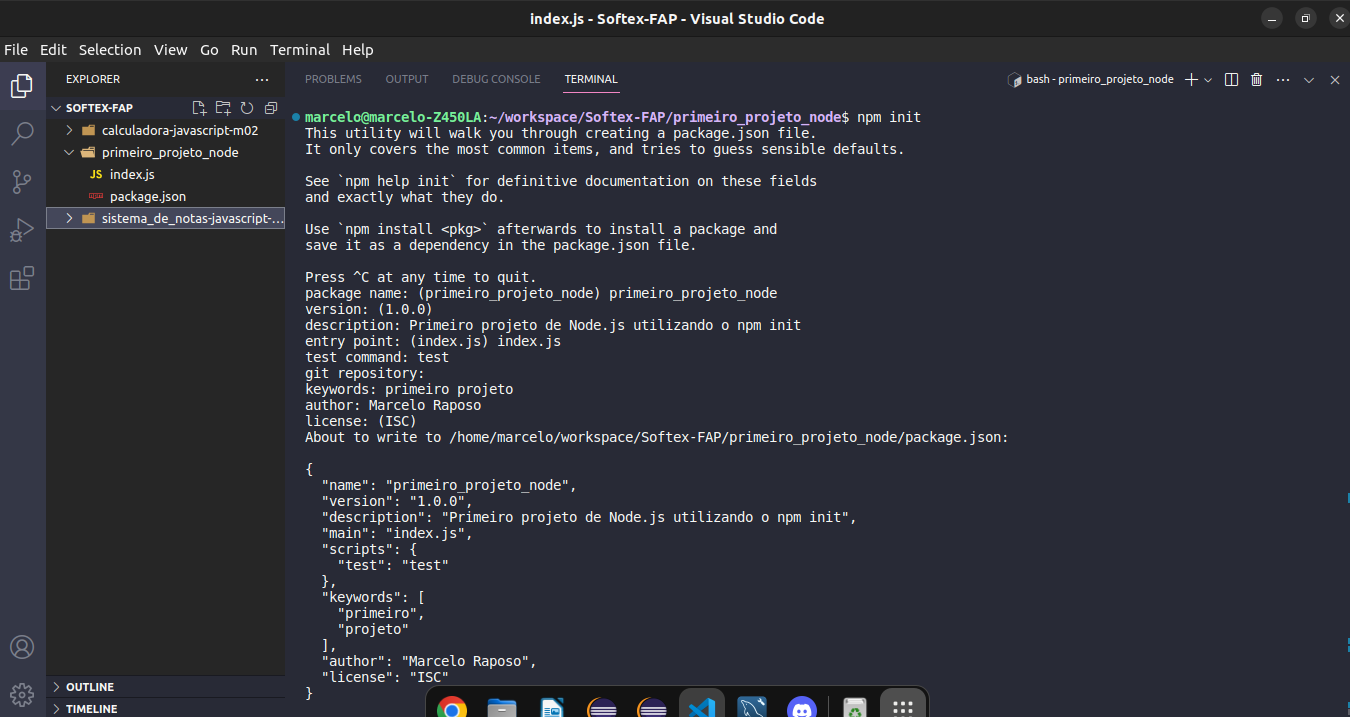 index.js - Softex-FAP - Visual Studio Code
File Edit Selection View Go Run Terminal Help
EXPLORER
SOFTEX-FAP
calculadora-javascript-m02
primeiro_projeto_node
JS index.js
package.json
sistema_de_notas-javascript-...
OUTLINE
TIMELINE
PROBLEMS OUTPUT DEBUG CONSOLE TERMINAL
bash - primeiro_projeto_node
marcelo@marcelo-Z450LA:~/workspace/Softex-FAP/primeiro_projeto_node$ npm init
This utility will walk you through creating a package.json file.
It only covers the most common items, and tries to guess sensible defaults.
See `npm help init` for definitive documentation on these fields
and exactly what they do.
Use `npm install <pkg>` afterwards to install a package and
save it as a dependency in the package.json file.
Press ^C at any time to quit.
package name: (primeiro_projeto_node) primeiro_projeto_node
version: (1.0.0)
description: Primeiro projeto de Node.js utilizando o npm init
entry point: (index.js) index.js
test command: test
git repository:
keywords: primeiro projeto
author: Marcelo Raposo
license: (ISC)
About to write to /home/marcelo/workspace/Softex-FAP/primeiro_projeto_node/package.json:
{
  "name": "primeiro_projeto_node",
  "version": "1.0.0",
  "description": "Primeiro projeto de Node.js utilizando o npm init",
  "main": "index.js",
  "scripts": {
    "test": "test"
  },
  "keywords": [
    "primeiro",
    "projeto"
  ],
  "author": "Marcelo Raposo",
  "license": "ISC"
}